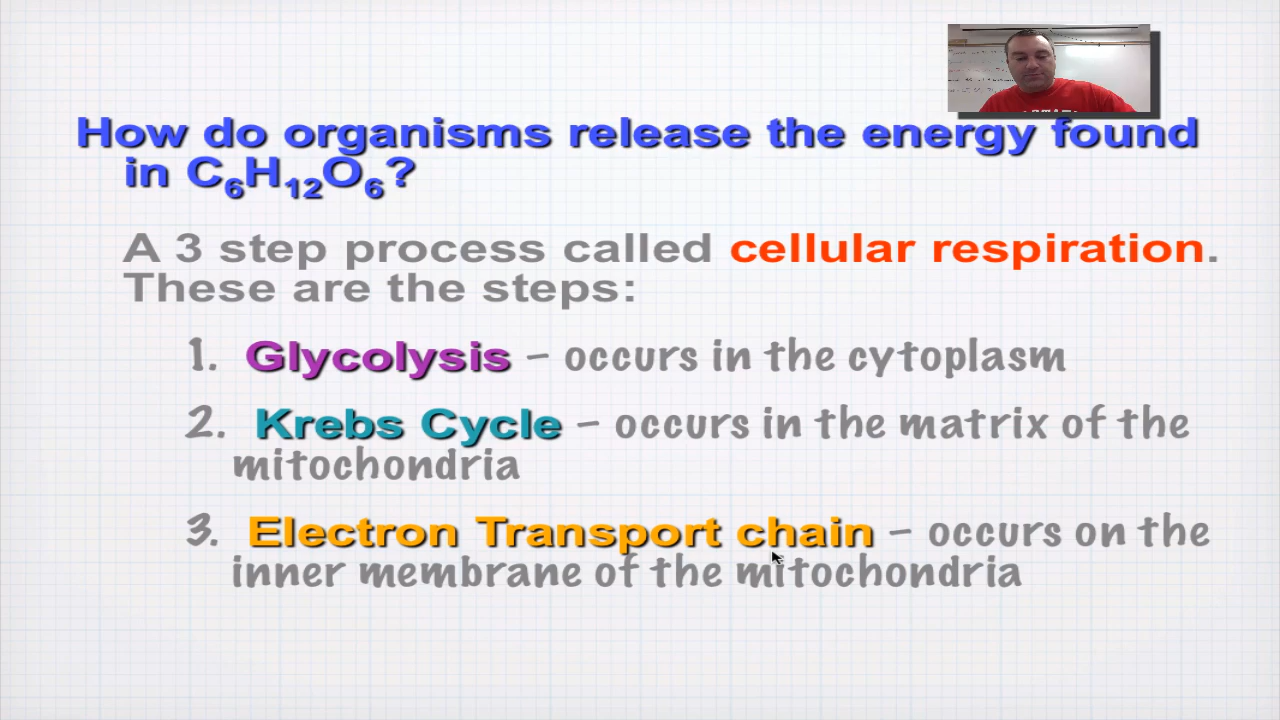 How do organisms release the energy found
in C₆H₁₂O₆?
A 3 step process called cellular respiration.
These are the steps:
1. Glycolysis – occurs in the cytoplasm
2. Krebs Cycle – occurs in the matrix of the
mitochondria
3. Electron Transport chain – occurs on the
inner membrane of the mitochondria